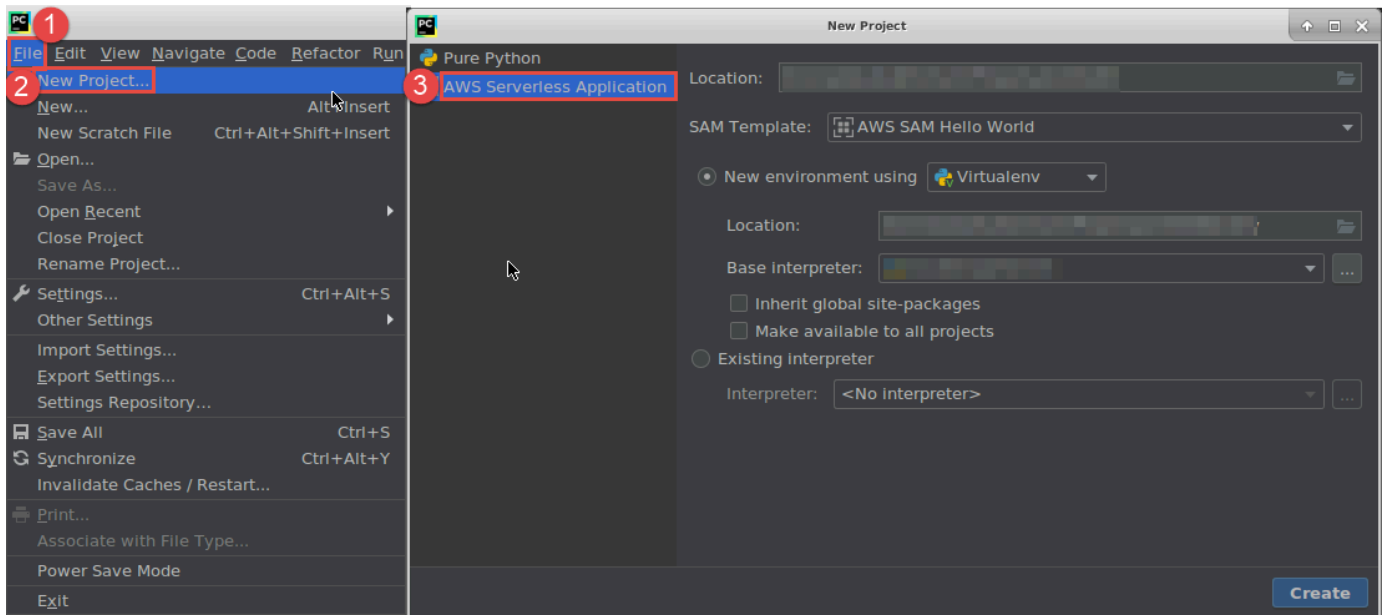 PC
1
File Edit View Navigate Code Refactor Run
2
New Project...
New... Alt+Insert
New Scratch File Ctrl+Alt+Shift+Insert
Open...
Save As...
Open Recent
Close Project
Rename Project...
Settings... Ctrl+Alt+S
Other Settings
Import Settings...
Export Settings...
Settings Repository...
Save All Ctrl+S
Synchronize Ctrl+Alt+Y
Invalidate Caches / Restart...
Print...
Associate with File Type...
Power Save Mode
Exit
PC
New Project
Pure Python
3
AWS Serverless Application
Location:
SAM Template: AWS SAM Hello World
New environment using Virtualenv
Location:
Base interpreter:
...
Inherit global site-packages
Make available to all projects
Existing interpreter
Interpreter: <No interpreter>
...
Create